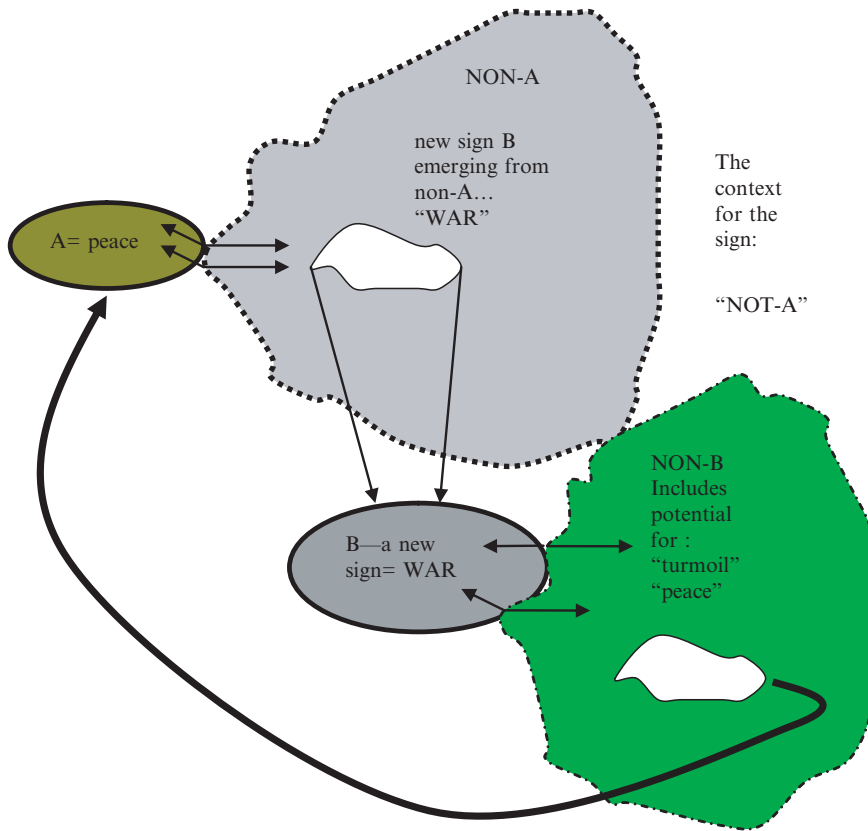 NON-A
new sign B
emerging from
non-A…
“WAR”
The
context
for the
sign:
“NOT-A”
A= peace
NON-B
Includes
potential
for :
“turmoil”
“peace”
B—a new
sign= WAR